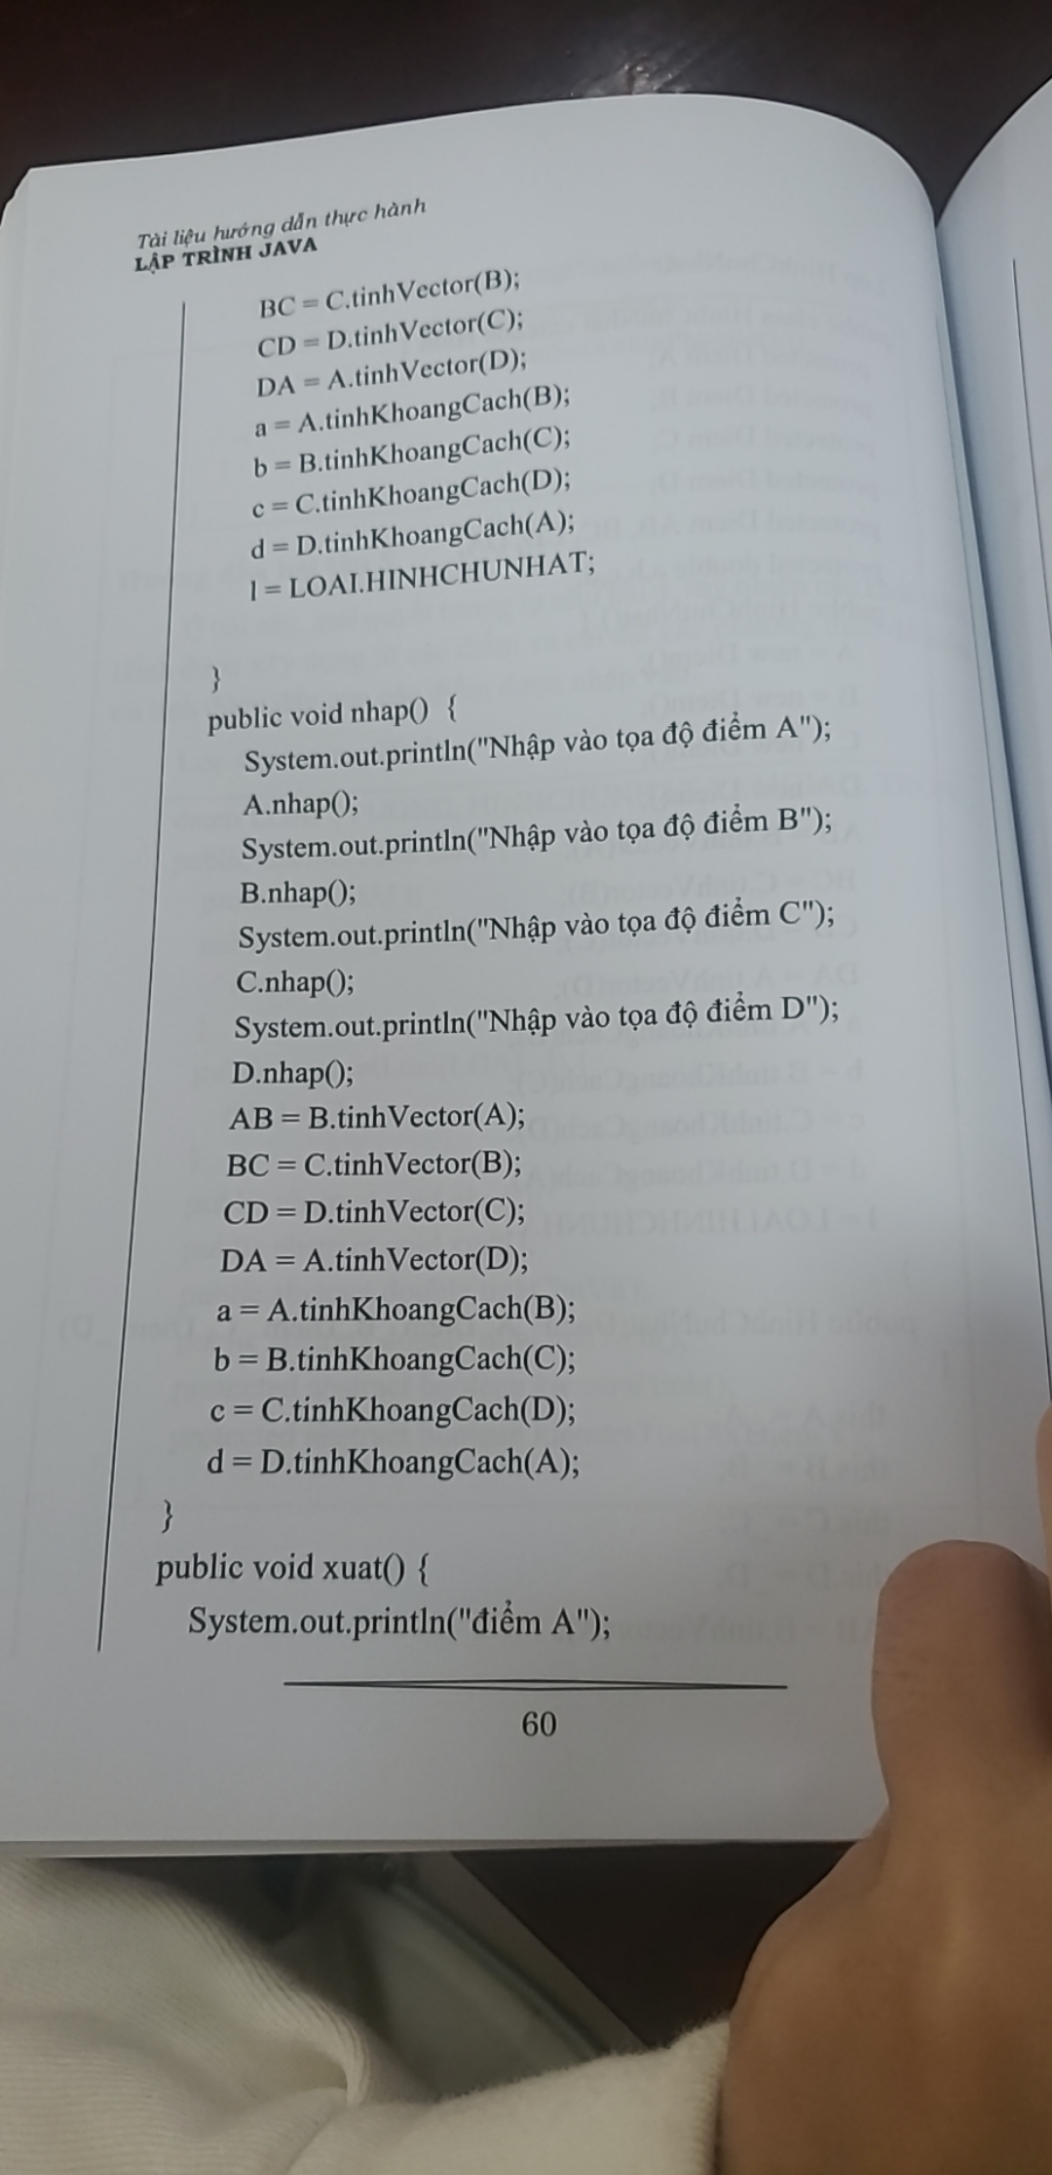 Tài liệu hướng dẫn thực hành
LẬP TRÌNH JAVA
BC = C.tinhVector(B);
CD = D.tinhVector(C);
DA = A.tinhVector(D);
a = A.tinhKhoangCach(B);
b = B.tinhKhoangCach(C);
c = C.tinhKhoangCach(D);
d = D.tinhKhoangCach(A);
l = LOAI.HINHCHUNHAT;
}
public void nhap() {
System.out.println("Nhập vào tọa độ điểm A");
A.nhap();
System.out.println("Nhập vào tọa độ điểm B");
B.nhap();
System.out.println("Nhập vào tọa độ điểm C");
C.nhap();
System.out.println("Nhập vào tọa độ điểm D");
D.nhap();
AB = B.tinhVector(A);
BC = C.tinhVector(B);
CD = D.tinhVector(C);
DA = A.tinhVector(D);
a = A.tinhKhoangCach(B);
b = B.tinhKhoangCach(C);
c = C.tinhKhoangCach(D);
d = D.tinhKhoangCach(A);
}
public void xuat() {
System.out.println("điểm A");
60